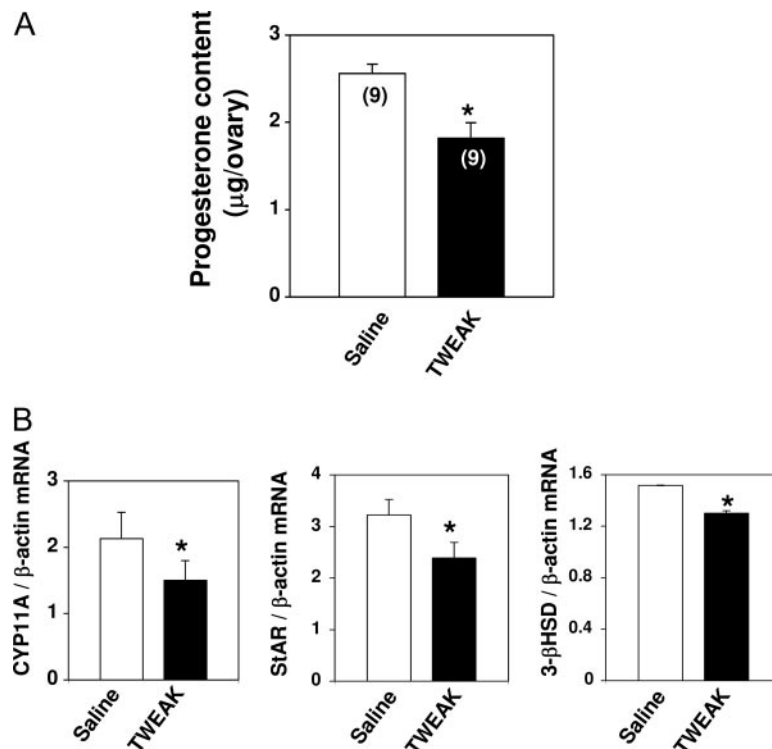 A
Progesterone content
(µg/ovary)
3
2
1
0
(9)
*
(9)
Saline
TWEAK
B
CYP11A / β-actin mRNA
3
2
1
0
*
Saline
TWEAK
StAR / β-actin mRNA
4
3
2
1
0
*
Saline
TWEAK
3-βHSD / β-actin mRNA
1.6
1.2
0.8
0.4
0
*
Saline
TWEAK